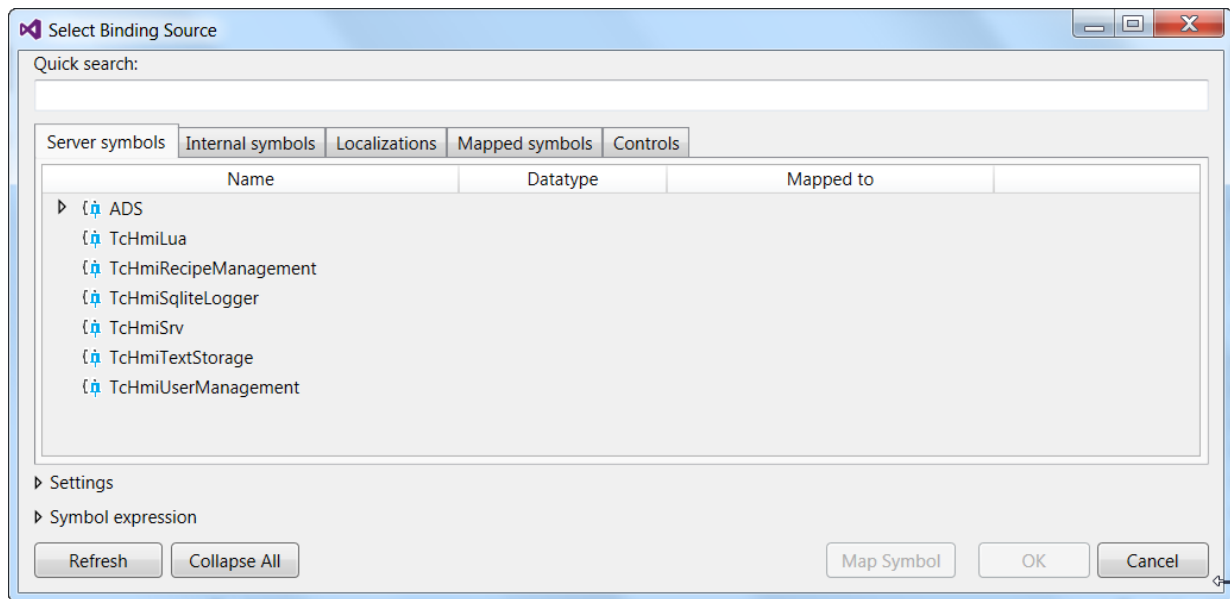 Select Binding Source
Quick search:
Server symbols Internal symbols Localizations Mapped symbols Controls
Name Datatype Mapped to
ADS
TcHmiLua
TcHmiRecipeManagement
TcHmiSqliteLogger
TcHmiSrv
TcHmiTextStorage
TcHmiUserManagement
Settings
Symbol expression
Refresh Collapse All Map Symbol OK Cancel